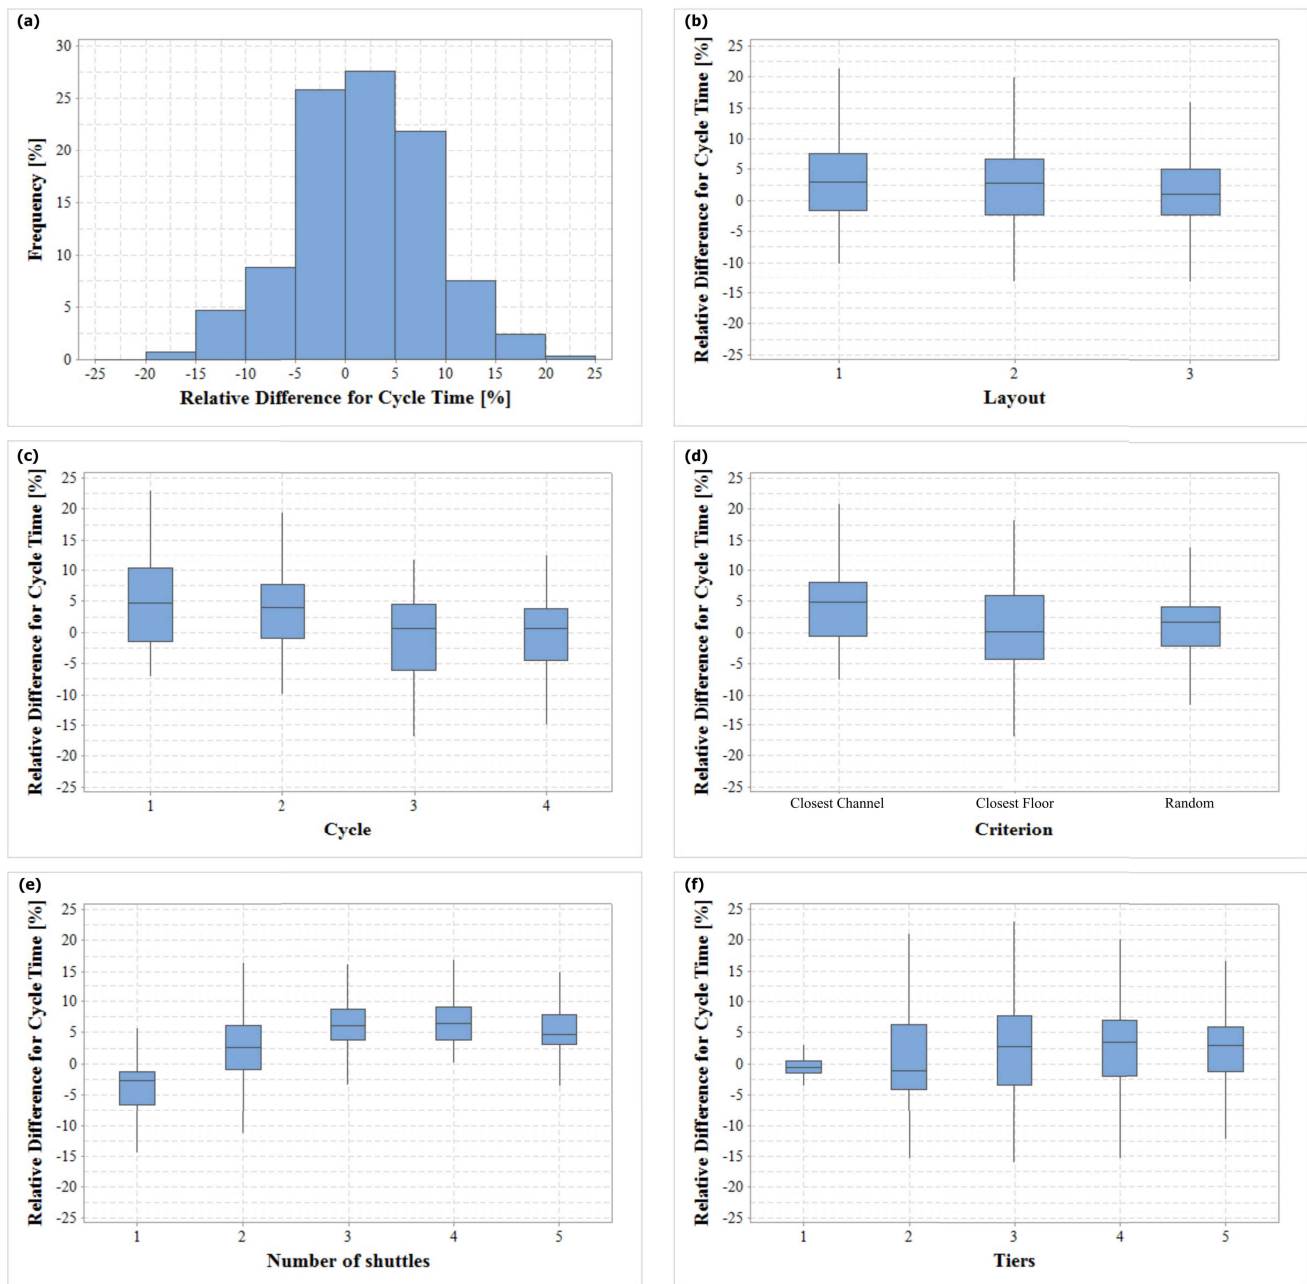 (a)
Frequency [%]
30
25
20
15
10
5
0
-25 -20 -15 -10 -5 0 5 10 15 20 25
Relative Difference for Cycle Time [%]
(b)
Relative Difference for Cycle Time [%]
25
20
15
10
5
0
-5
-10
-15
-20
-25
1 2 3
Layout
(c)
Relative Difference for Cycle Time [%]
25
20
15
10
5
0
-5
-10
-15
-20
-25
1 2 3 4
Cycle
(d)
Relative Difference for Cycle Time [%]
25
20
15
10
5
0
-5
-10
-15
-20
-25
Closest Channel Closest Floor Random
Criterion
(e)
Relative Difference for Cycle Time [%]
25
20
15
10
5
0
-5
-10
-15
-20
-25
1 2 3 4 5
Number of shuttles
(f)
Relative Difference for Cycle Time [%]
25
20
15
10
5
0
-5
-10
-15
-20
-25
1 2 3 4 5
Tiers